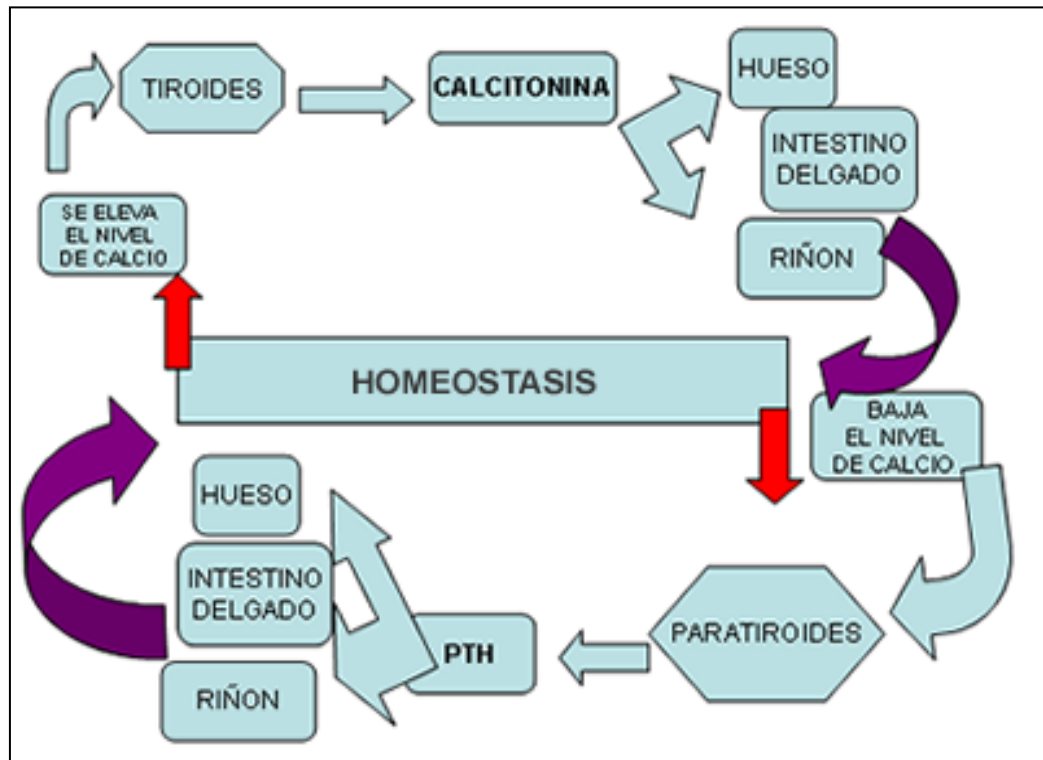 TIROIDES
CALCITONINA
HUESO
INTESTINO
DELGADO
RIÑON
SE ELEVA
EL NIVEL
DE CALCIO
HOMEOSTASIS
BAJA
EL NIVEL
DE CALCIO
HUESO
INTESTINO
DELGADO
RIÑON
PTH
PARATIROIDES